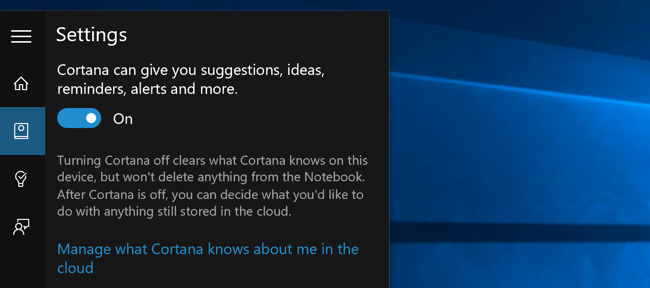 Settings
Cortana can give you suggestions, ideas,
reminders, alerts and more.
On
Turning Cortana off clears what Cortana knows on this
device, but won't delete anything from the Notebook.
After Cortana is off, you can decide what you'd like to
do with anything still stored in the cloud.
Manage what Cortana knows about me in the
cloud